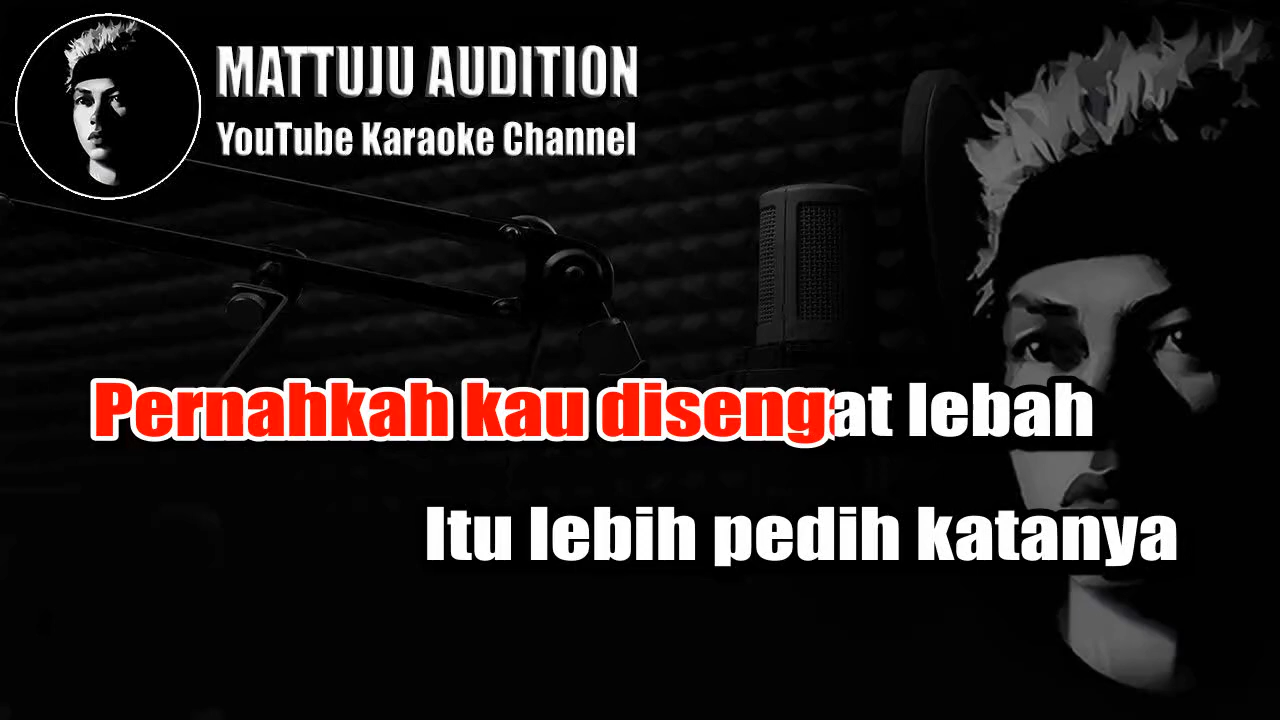 MATTUJU AUDITION
YouTube Karaoke Channel
Pernahkah kau disengat lebah
Itu lebih pedih katanya